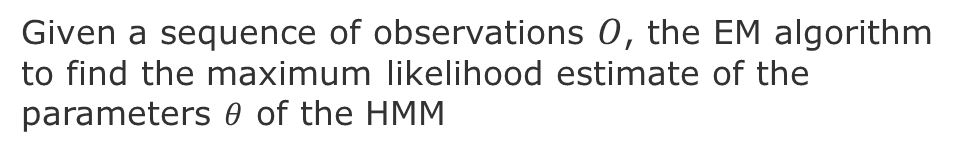 Given a sequence of observations O, the EM algorithm
to find the maximum likelihood estimate of the
parameters θ of the HMM